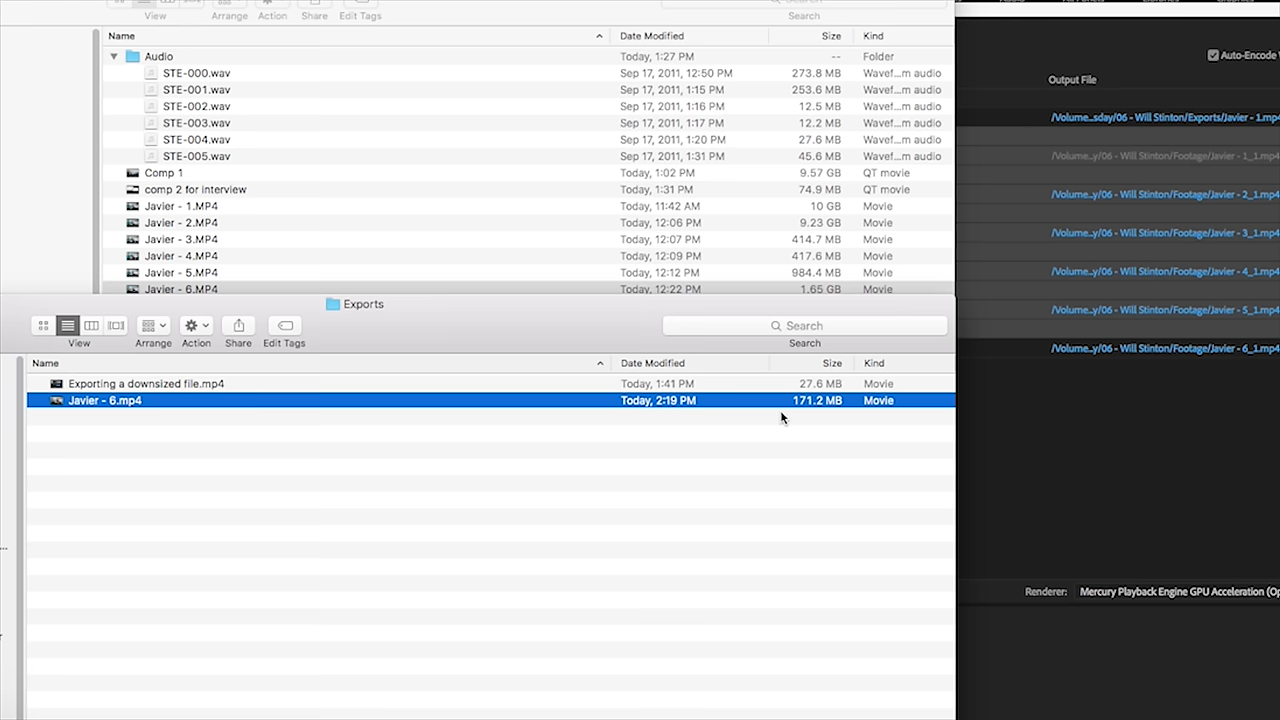 View Arrange Action Share Edit Tags Search
Name Date Modified Size Kind
Audio Today, 1:27 PM -- Folder
STE-000.wav Sep 17, 2011, 12:50 PM 273.8 MB Wavef...m audio
STE-001.wav Sep 17, 2011, 1:15 PM 253.6 MB Wavef...m audio
STE-002.wav Sep 17, 2011, 1:16 PM 12.5 MB Wavef...m audio
STE-003.wav Sep 17, 2011, 1:17 PM 12.2 MB Wavef...m audio
STE-004.wav Sep 17, 2011, 1:20 PM 27.6 MB Wavef...m audio
STE-005.wav Sep 17, 2011, 1:31 PM 45.6 MB Wavef...m audio
Comp 1 Today, 1:02 PM 9.57 GB QT movie
comp 2 for interview Today, 1:31 PM 74.9 MB QT movie
Javier - 1.MP4 Today, 11:42 AM 10 GB Movie
Javier - 2.MP4 Today, 12:06 PM 9.23 GB Movie
Javier - 3.MP4 Today, 12:07 PM 414.7 MB Movie
Javier - 4.MP4 Today, 12:09 PM 417.6 MB Movie
Javier - 5.MP4 Today, 12:12 PM 984.4 MB Movie
Javier - 6.MP4 Today, 12:22 PM 1.65 GB Movie
Exports
Search
View Arrange Action Share Edit Tags Search
Name Date Modified Size Kind
Exporting a downsized file.mp4 Today, 1:41 PM 27.6 MB Movie
Javier - 6.mp4 Today, 2:19 PM 171.2 MB Movie
Auto-Encode
Output File
/Volume...sday/06 - Will Stinton/Exports/Javier - 1.mp4
/Volume...y/06 - Will Stinton/Footage/Javier - 1_1.mp4
/Volume...y/06 - Will Stinton/Footage/Javier - 2_1.mp4
/Volume...y/06 - Will Stinton/Footage/Javier - 3_1.mp4
/Volume...y/06 - Will Stinton/Footage/Javier - 4_1.mp4
/Volume...y/06 - Will Stinton/Footage/Javier - 5_1.mp4
/Volume...y/06 - Will Stinton/Footage/Javier - 6_1.mp4
Renderer: Mercury Playback Engine GPU Acceleration (Op